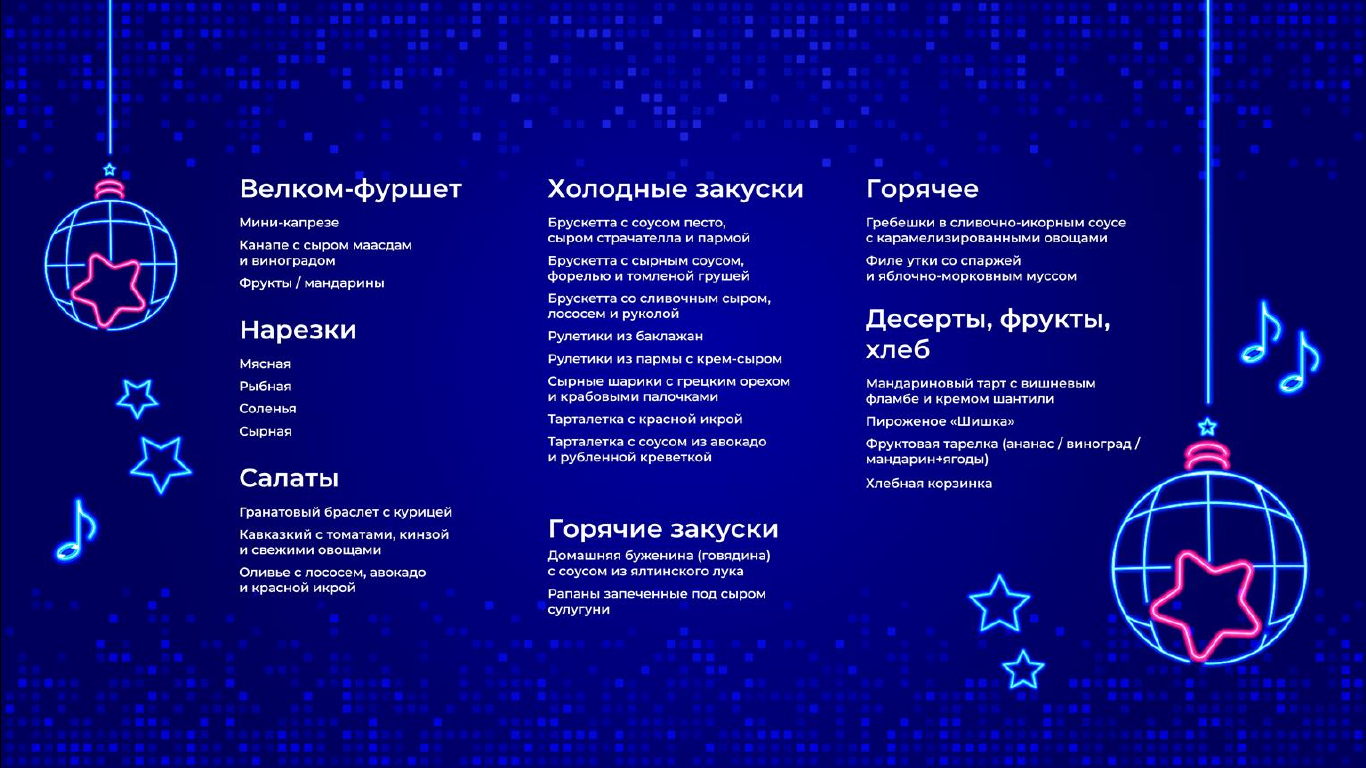 Велком-фуршет
Мини-капрезе
Канапе с сыром маасдам
и виноградом
Фрукты / мандарины
Нарезки
Мясная
Рыбная
Соленья
Сырная
Салаты
Гранатовый браслет с курицей
Кавказкий с томатами, кинзой
и свежими овощами
Оливье с лососем, авокадо
и красной икрой
Холодные закуски
Брускетта с соусом песто,
сыром страчателла и пармой
Брускетта с сырным соусом,
форелью и томленой грушей
Брускетта со сливочным сыром,
лососем и руколой
Рулетики из баклажан
Рулетики из пармы с крем-сыром
Сырные шарики с грецким орехом
и крабовыми палочками
Тарталетка с красной икрой
Тарталетка с соусом из авокадо
и рубленной креветкой
Горячие закуски
Домашняя буженина (говядина)
с соусом из ялтинского лука
Рапаны запеченные под сыром
сулугуни
Горячее
Гребешки в сливочно-икорным соусе
с карамелизированными овощами
Филе утки со спаржей
и яблочно-морковным муссом
Десерты, фрукты,
хлеб
Мандариновый тарт с вишневым
фламбе и кремом шантили
Пироженое «Шишка»
Фруктовая тарелка (ананас / виноград /
мандарин+ягоды)
Хлебная корзинка